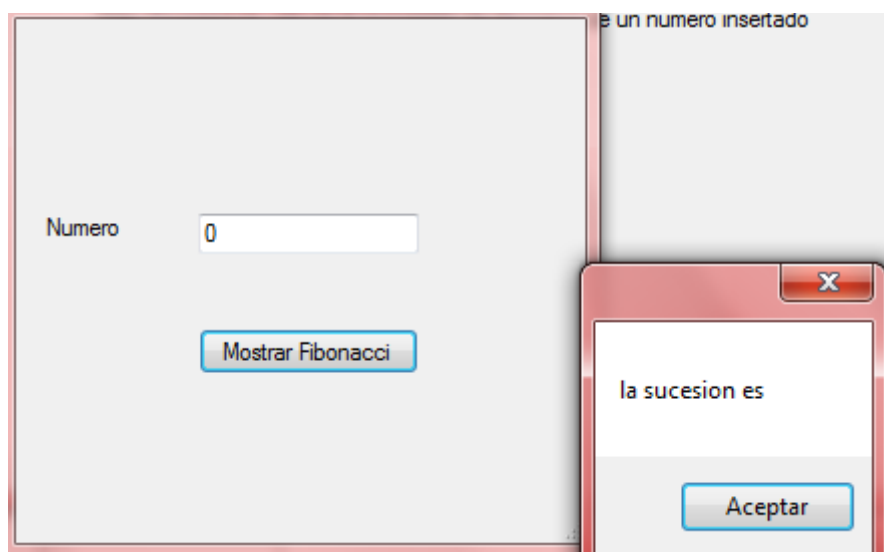 un numero insertado
Numero
0
Mostrar Fibonacci
x
la sucesion es
Aceptar